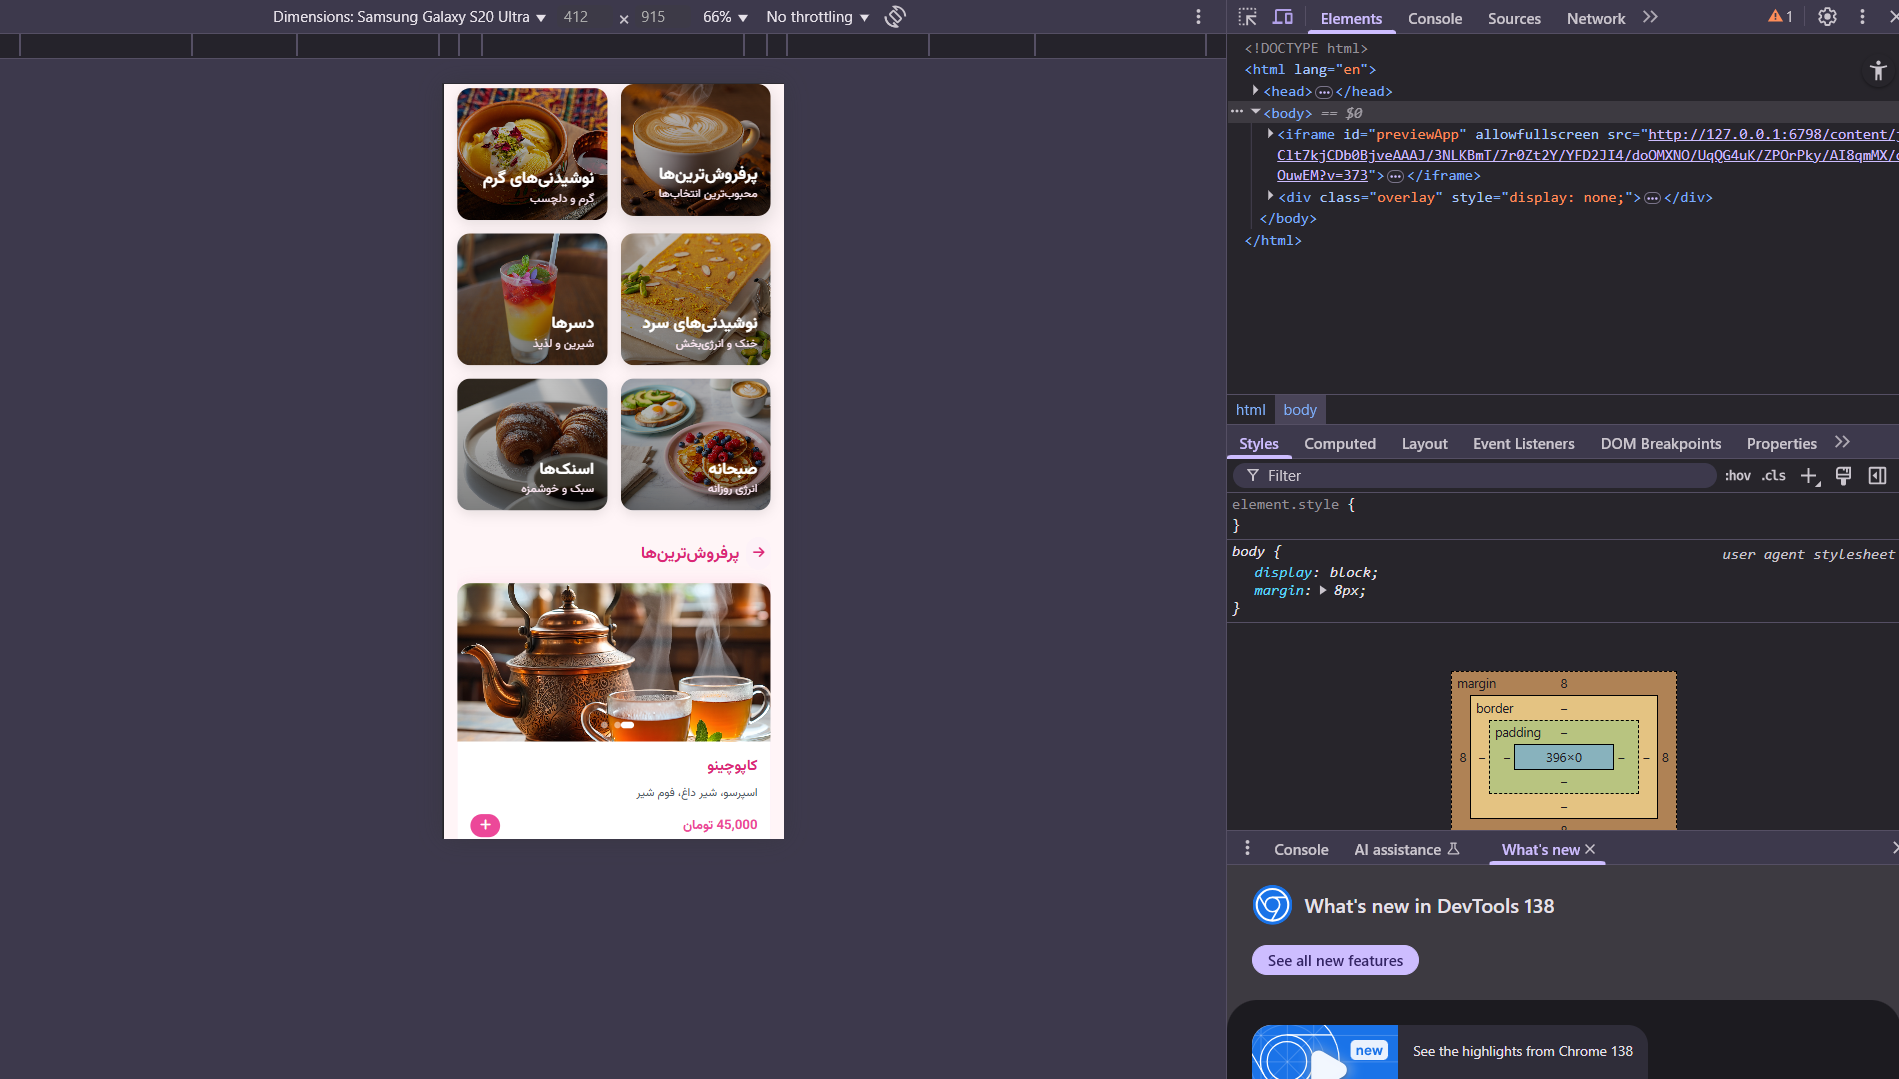 Dimensions: Samsung Galaxy S20 Ultra ▼ 412 × 915 66% ▼ No throttling ▼
پرفروش‌ترین‌ها
محبوب‌ترین انتخاب‌ها
نوشیدنی‌های گرم
گرم و دلچسب
نوشیدنی‌های سرد
خنک و انرژی‌بخش
دسرها
شیرین و لذیذ
صبحانه
انرژی روزانه
اسنک‌ها
سبک و خوشمزه
→ پرفروش‌ترین‌ها
کاپوچینو
اسپرسو، شیر داغ، فوم شیر
45,000 تومان
+
Elements Console Sources Network 1
<!DOCTYPE html>
<html lang="en">
<head> </head>
<body> == $0
<iframe id="previewApp" allowfullscreen src="http://127.0.0.1:6798/content/
Clt7kjCDb0BjveAAAJ/3NLKBmT/7r0Zt2Y/YFD2JI4/doOMXNO/UqQG4uK/ZPOrPky/AI8qmMX/
OuwEM?v=373"> </iframe>
<div class="overlay" style="display: none;"> </div>
</body>
</html>
html body
Styles Computed Layout Event Listeners DOM Breakpoints Properties
Filter :hov .cls
element.style {
}
body { user agent stylesheet
display: block;
margin: 8px;
}
margin 8
border –
padding –
8 – – 396×0 – – 8
–
–
Console AI assistance What's new
What's new in DevTools 138
See all new features
new
See the highlights from Chrome 138